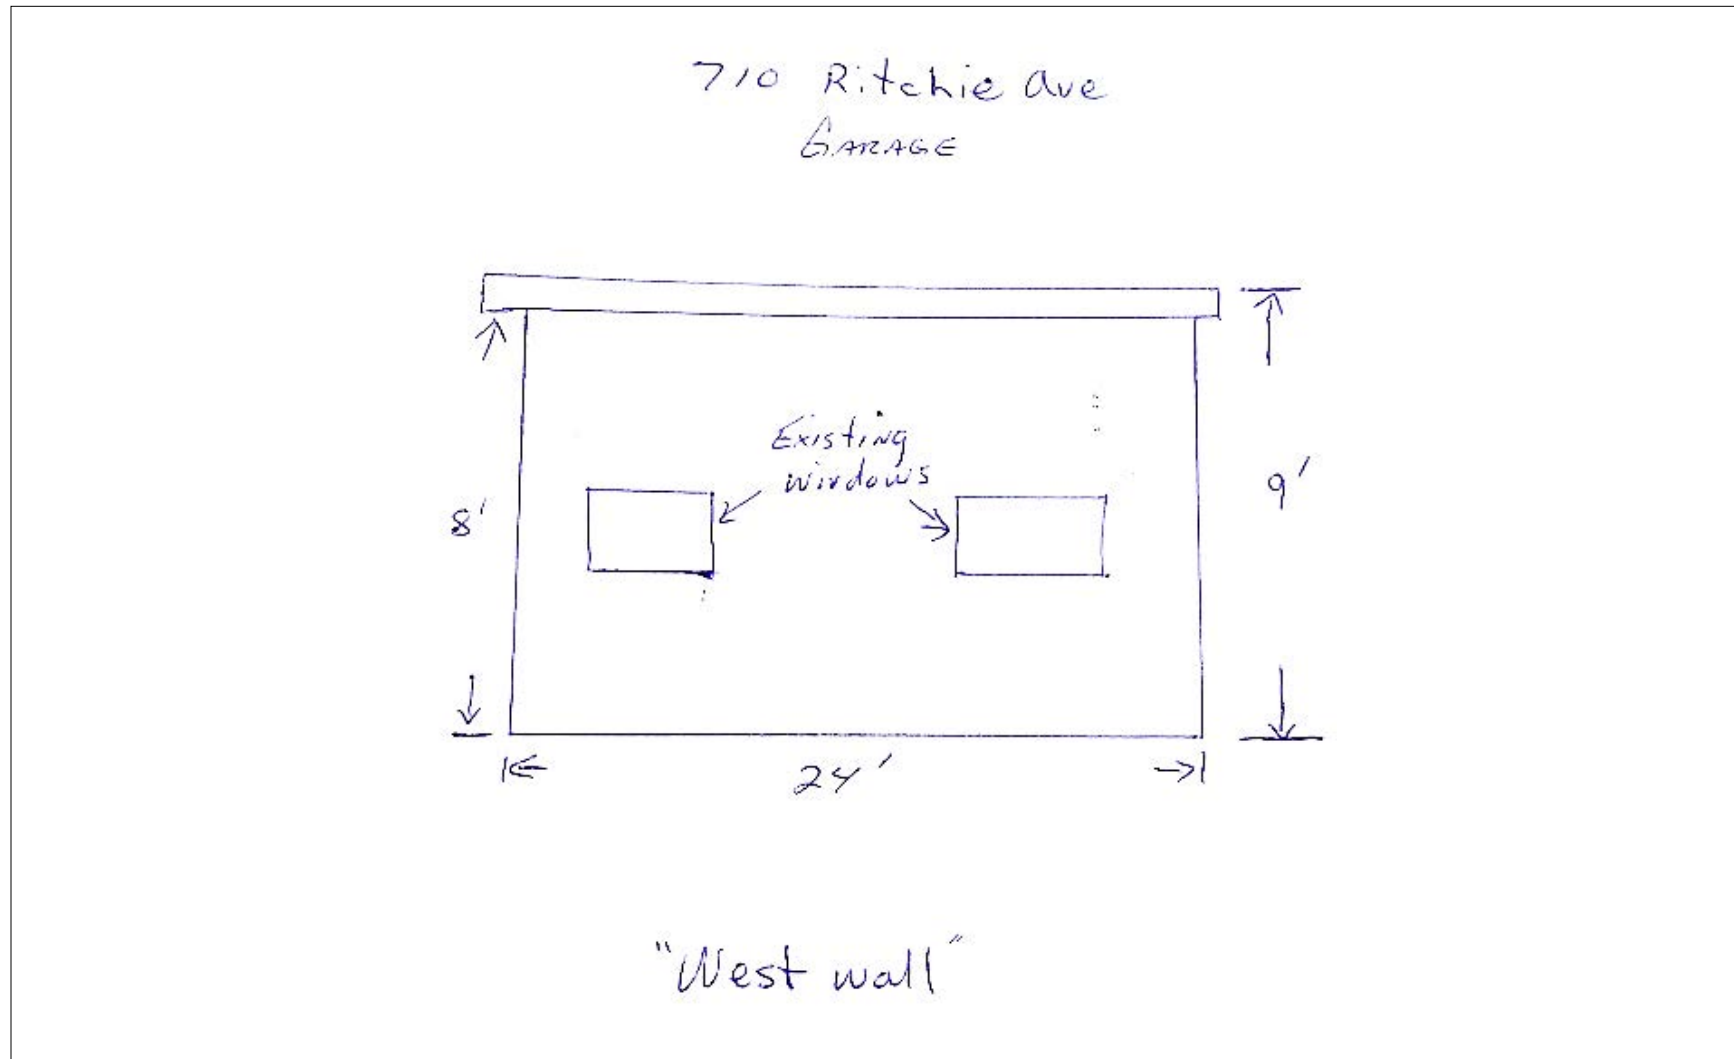 710 Ritchie Ave
GARAGE
Existing
windows
8'
9'
24'
"West wall"